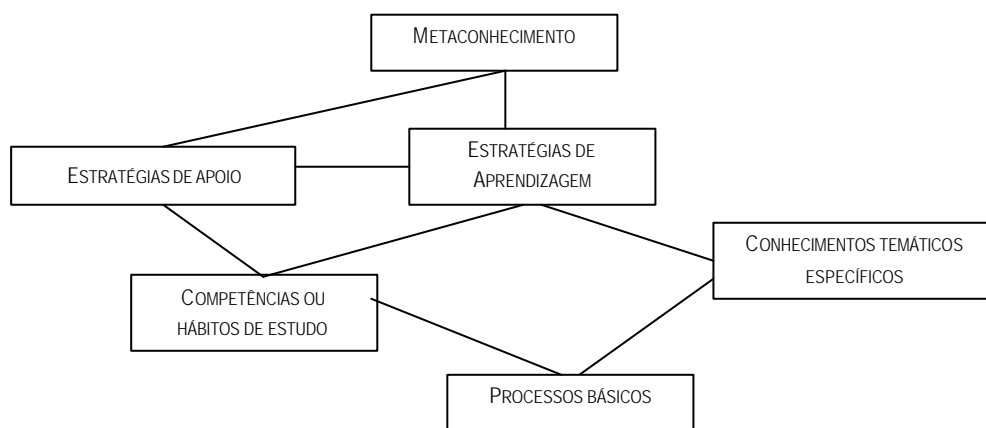 METACONHECIMENTO
ESTRATÉGIAS DE APOIO
ESTRATÉGIAS DE
APRENDIZAGEM
CONHECIMENTOS TEMÁTICOS
ESPECÍFICOS
COMPETÊNCIAS OU
HÁBITOS DE ESTUDO
PROCESSOS BÁSICOS